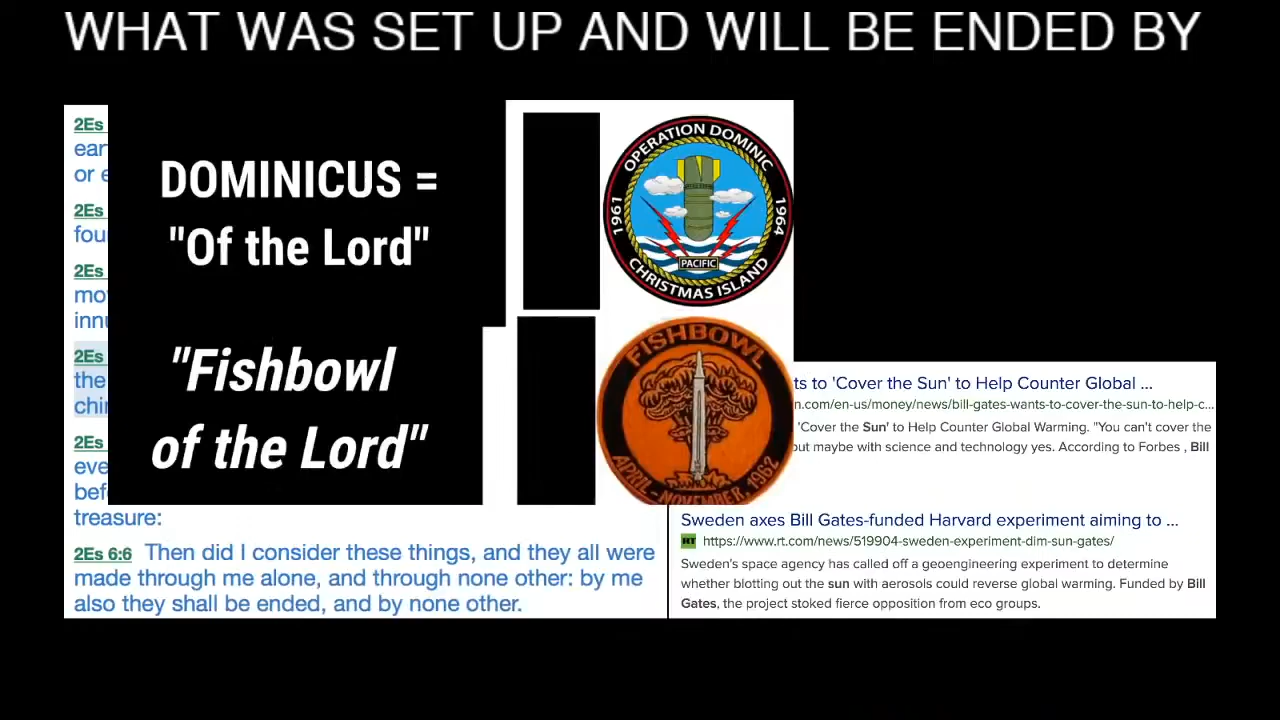 WHAT WAS SET UP AND WILL BE ENDED BY
2Es
ear
or e
2Es
fou
2Es
mo
inn
2Es
the
chi
2Es
eve
bef
treasure:
2Es 6:6 Then did I consider these things, and they all were
made through me alone, and through none other: by me
also they shall be ended, and by none other.
DOMINICUS =
"Of the Lord"
"Fishbowl
of the Lord"
OPERATION DOMINIC
1961
1964
PACIFIC
CHRISTMAS ISLAND
FISHBOWL
APRIL-NOVEMBER, 1962
ts to 'Cover the Sun' to Help Counter Global ...
n.com/en-us/money/news/bill-gates-wants-to-cover-the-sun-to-help-c...
'Cover the Sun' to Help Counter Global Warming. "You can't cover the
out maybe with science and technology yes. According to Forbes , Bill
Sweden axes Bill Gates-funded Harvard experiment aiming to ...
RT https://www.rt.com/news/519904-sweden-experiment-dim-sun-gates/
Sweden's space agency has called off a geoengineering experiment to determine
whether blotting out the sun with aerosols could reverse global warming. Funded by Bill
Gates, the project stoked fierce opposition from eco groups.